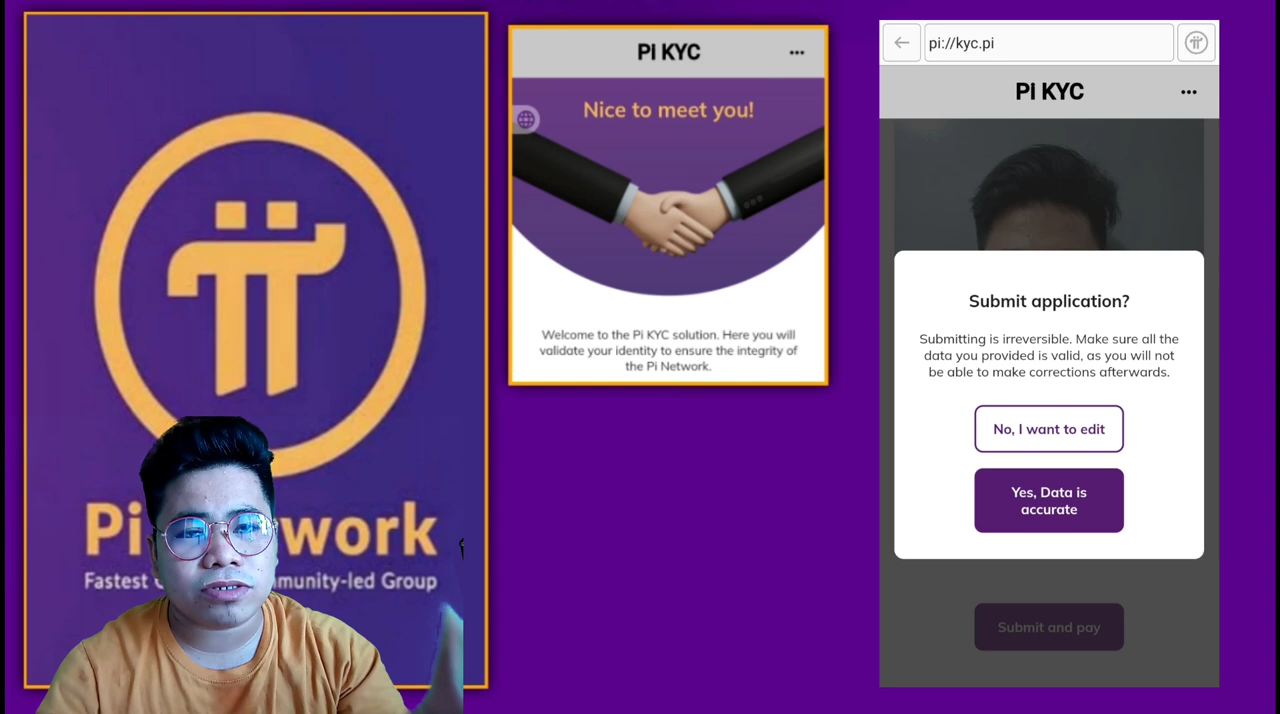 Pi work
Fastest munity-led Group
Pi KYC
Nice to meet you!
Welcome to the Pi KYC solution. Here you will
validate your identity to ensure the integrity of
the Pi Network.
pi://kyc.pi
Pi KYC
Submit application?
Submitting is irreversible. Make sure all the
data you provided is valid, as you will not
be able to make corrections afterwards.
No, I want to edit
Yes, Data is
accurate
Submit and pay